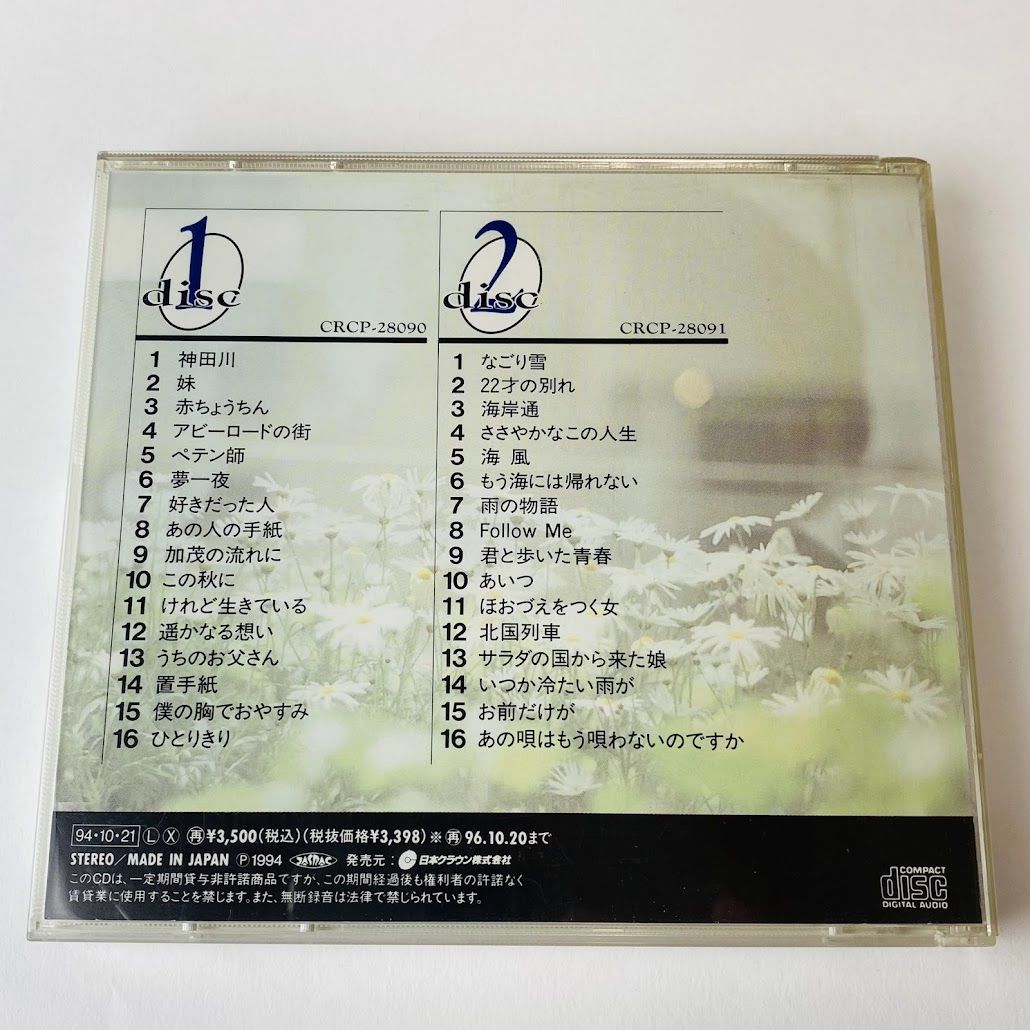 1
disc
CRCP-28090
1 神田川
2 妹
3 赤ちょうちん
4 アビーロードの街
5 ペテン師
6 夢一夜
7 好きだった人
8 あの人の手紙
9 加茂の流れに
10 この秋に
11 けれど生きている
12 遥かなる想い
13 うちのお父さん
14 置手紙
15 僕の胸でおやすみ
16 ひとりきり
2
disc
CRCP-28091
1 なごり雪
2 22才の別れ
3 海岸通
4 ささやかなこの人生
5 海風
6 もう海には帰れない
7 雨の物語
8 Follow Me
9 君と歩いた青春
10 あいつ
11 ほおづえをつく女
12 北国列車
13 サラダの国から来た娘
14 いつか冷たい雨が
15 お前だけが
16 あの唄はもう唄わないのですか
94・10・21 Ⓛ Ⓧ ㊢¥3,500(税込)(税抜価格¥3,398)※㊢96.10.20まで
STEREO/MADE IN JAPAN Ⓟ1994 JASRAC 発売元:日本クラウン株式会社
このCDは、一定期間貸与非許諾商品ですが、この期間経過後も権利者の許諾なく
賃貸業に使用することを禁じます。また、無断録音は法律で禁じられています。
COMPACT
disc
DIGITAL AUDIO